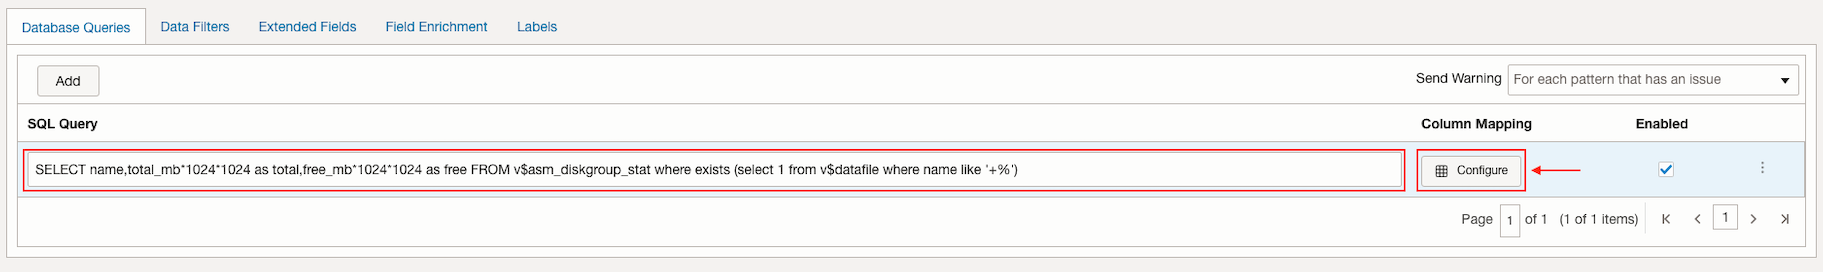 Database Queries Data Filters Extended Fields Field Enrichment Labels
Add Send Warning For each pattern that has an issue
SQL Query Column Mapping Enabled
SELECT name,total_mb*1024*1024 as total,free_mb*1024*1024 as free FROM v$asm_diskgroup_stat where exists (select 1 from v$datafile where name like '+%') Configure
Page 1 of 1 (1 of 1 items) 1